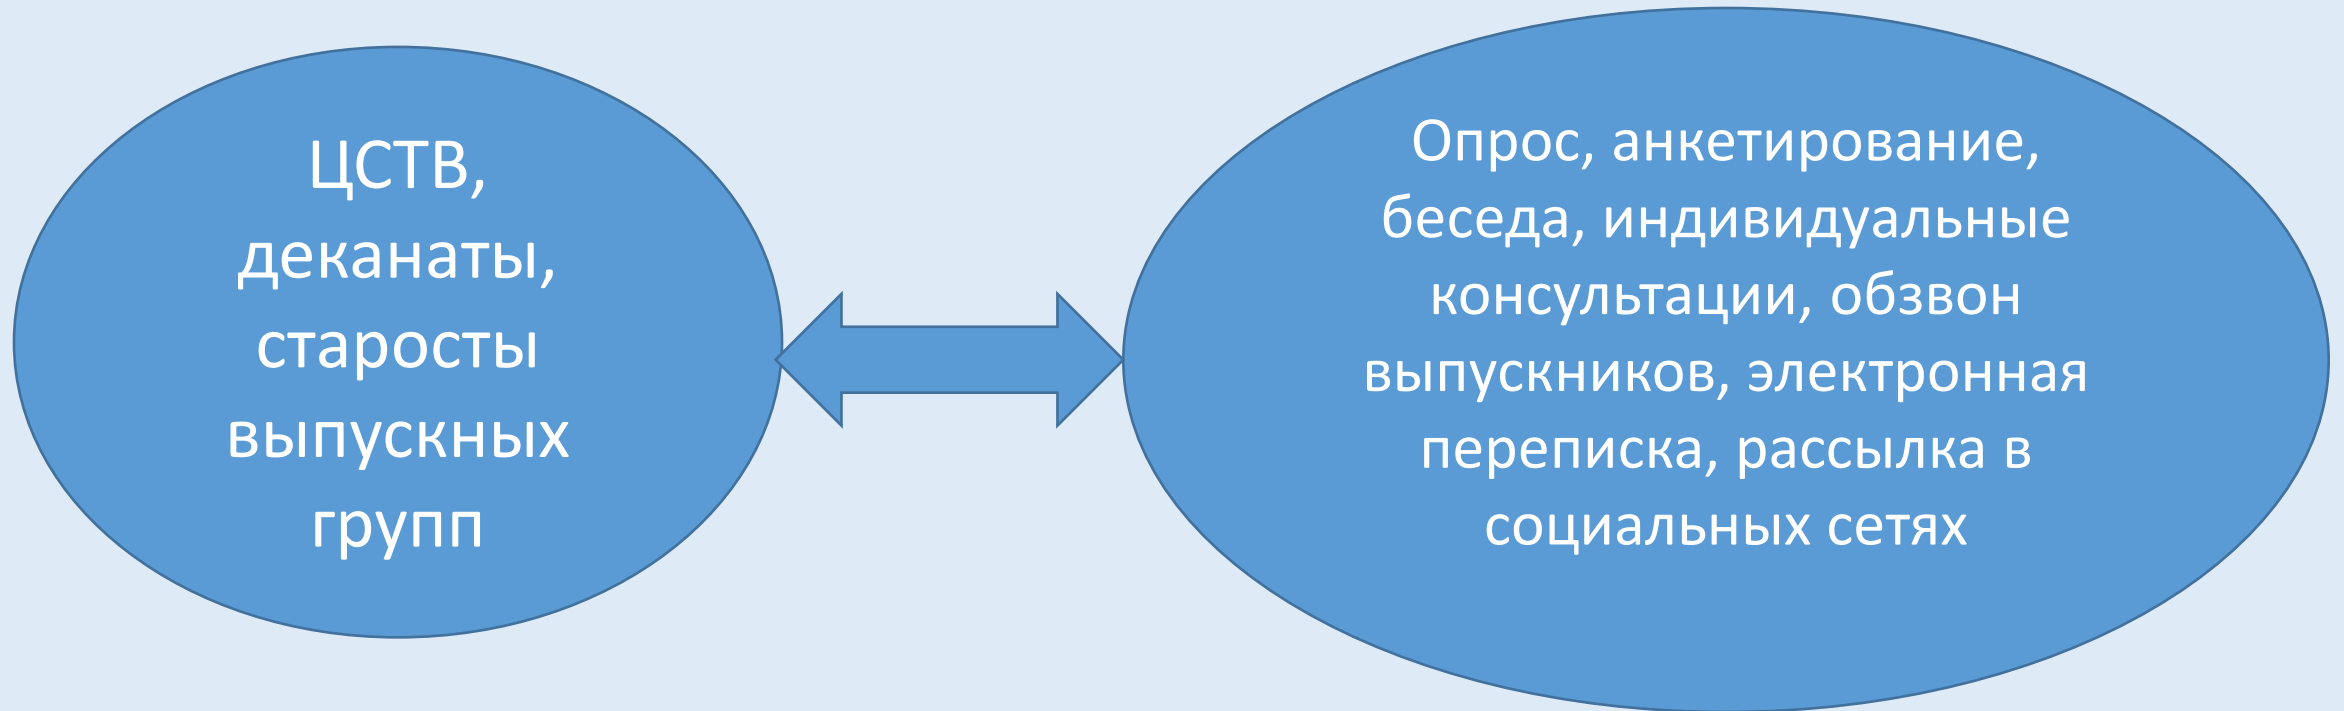 ЦСТВ,
деканаты,
старосты
выпускных
групп
Опрос, анкетирование,
беседа, индивидуальные
консультации, обзвон
выпускников, электронная
переписка, рассылка в
социальных сетях